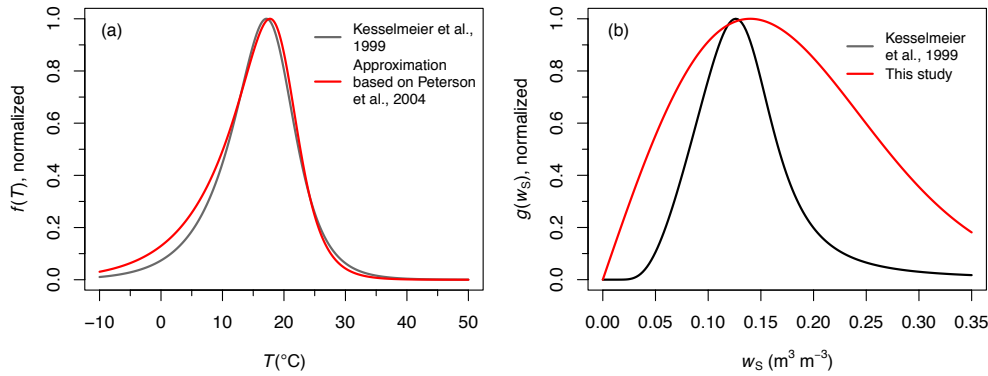 (a)
Kesselmeier et al.,
1999
Approximation
based on Peterson
et al., 2004
f(T), normalized
0.0
0.2
0.4
0.6
0.8
1.0
−10
0
10
20
30
40
50
T(°C)
(b)
Kesselmeier
et al., 1999
This study
g(wS), normalized
0.0
0.2
0.4
0.6
0.8
1.0
0.00
0.05
0.10
0.15
0.20
0.25
0.30
0.35
wS (m³ m⁻³)